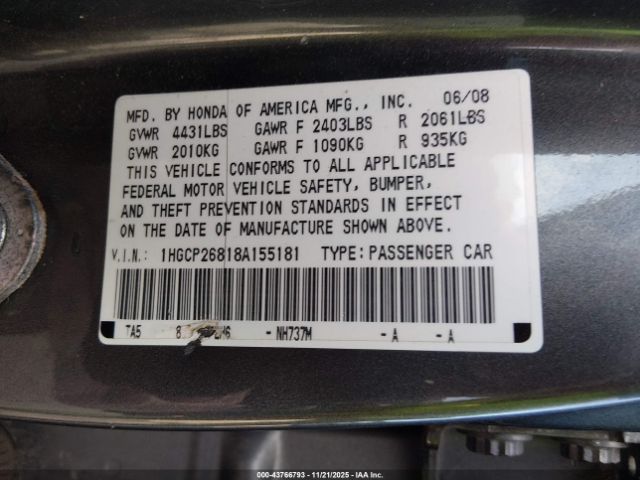 MFD. BY HONDA OF AMERICA MFG., INC. 06/08
GVWR 4431LBS GAWR F 2403LBS R 2061LBS
GVWR 2010KG GAWR F 1090KG R 935KG
THIS VEHICLE CONFORMS TO ALL APPLICABLE
FEDERAL MOTOR VEHICLE SAFETY, BUMPER,
AND THEFT PREVENTION STANDARDS IN EFFECT
ON THE DATE OF MANUFACTURE SHOWN ABOVE.
V.I.N.: 1HGCP26818A155181 TYPE: PASSENGER CAR
TA5 - NH737M - A - A
000-43766793 - 11/21/2025 - IAA Inc.